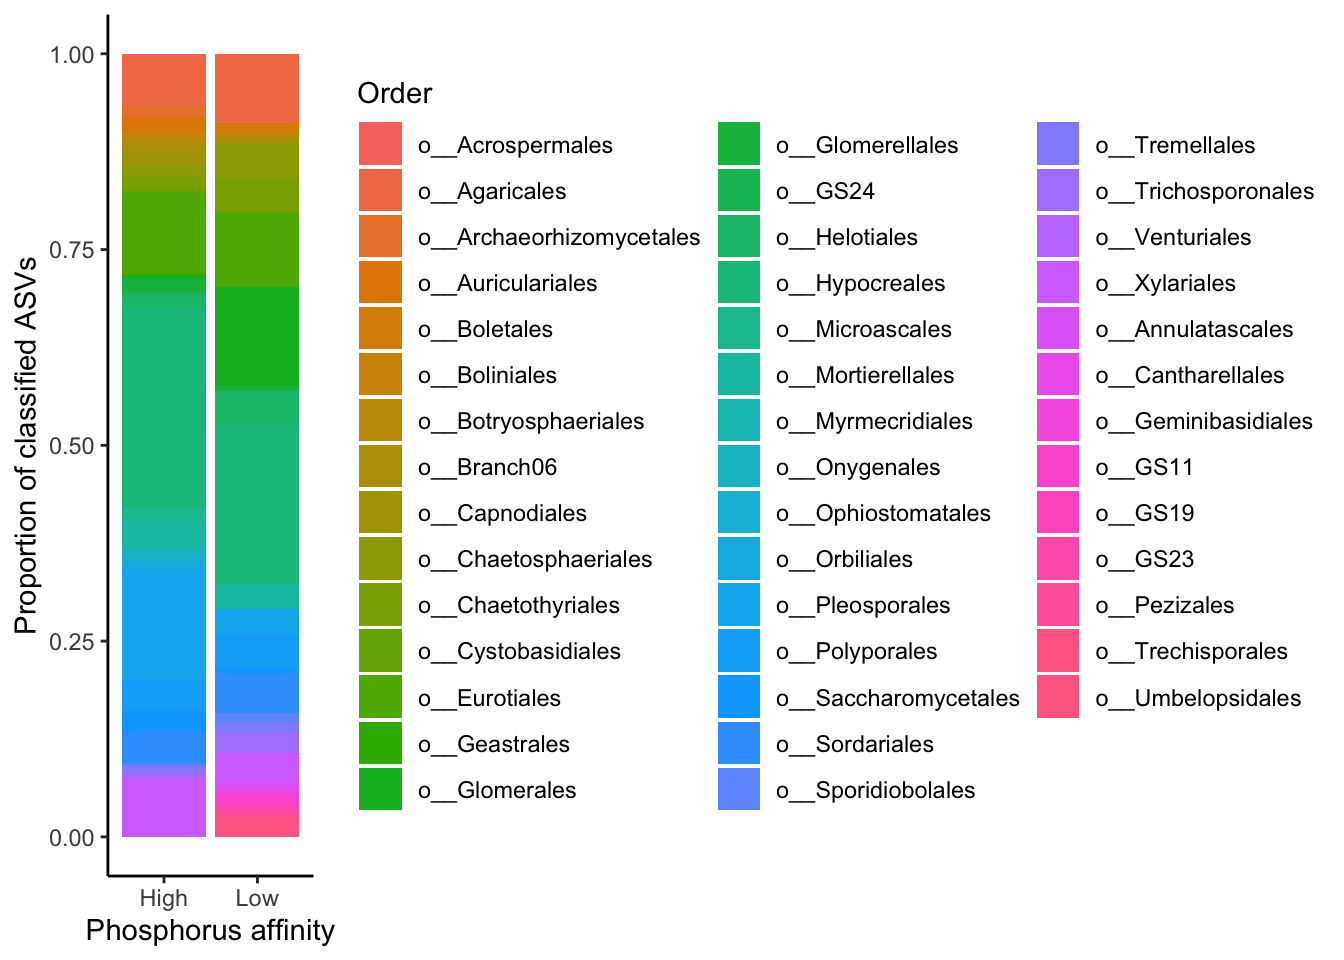 Proportion of classified ASVs
1.00
0.75
0.50
0.25
0.00
High
Low
Phosphorus affinity
Order
o__Acrospermales
o__Agaricales
o__Archaeorhizomycetales
o__Auriculariales
o__Boletales
o__Boliniales
o__Botryosphaeriales
o__Branch06
o__Capnodiales
o__Chaetosphaeriales
o__Chaetothyriales
o__Cystobasidiales
o__Eurotiales
o__Geastrales
o__Glomerales
o__Glomerellales
o__GS24
o__Helotiales
o__Hypocreales
o__Microascales
o__Mortierellales
o__Myrmecridiales
o__Onygenales
o__Ophiostomatales
o__Orbiliales
o__Pleosporales
o__Polyporales
o__Saccharomycetales
o__Sordariales
o__Sporidiobolales
o__Tremellales
o__Trichosporonales
o__Venturiales
o__Xylariales
o__Annulatascales
o__Cantharellales
o__Geminibasidiales
o__GS11
o__GS19
o__GS23
o__Pezizales
o__Trechisporales
o__Umbelopsidales